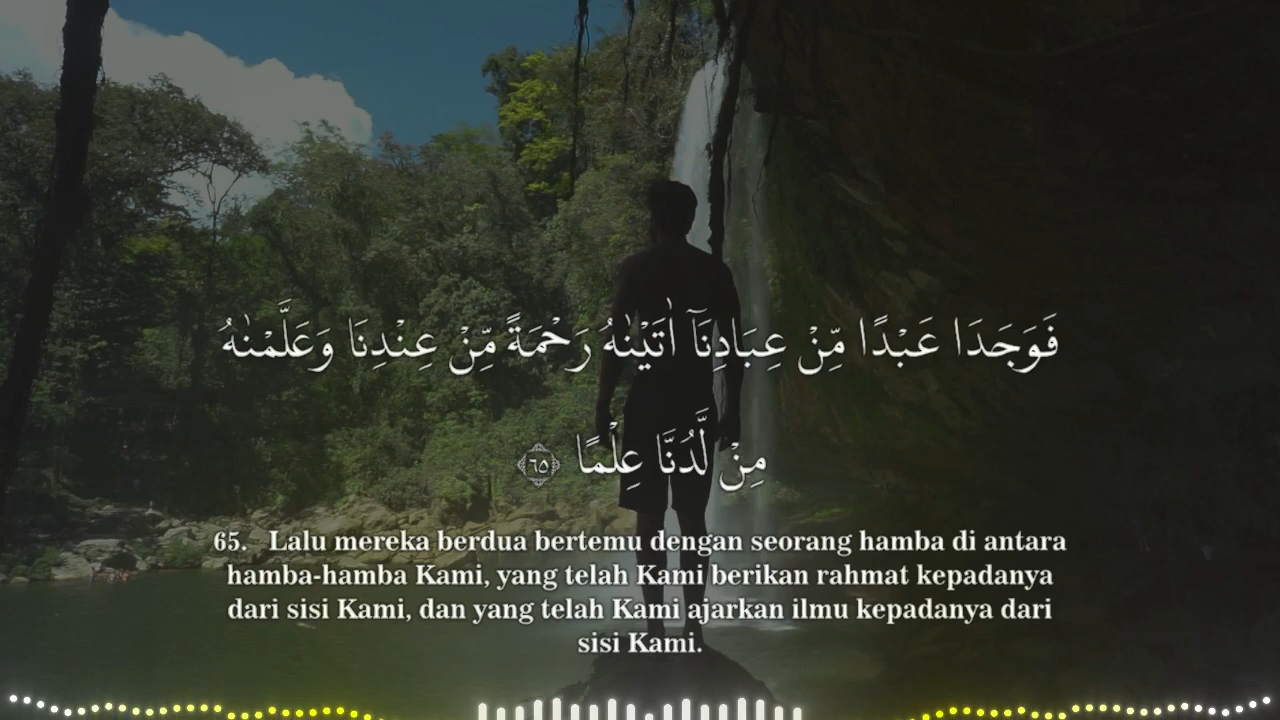 فَوَجَدَا عَبْدًا مِّنْ عِبَادِنَآ اٰتَيْنٰهُ رَحْمَةً مِّنْ عِنْدِنَا وَعَلَّمْنٰهُ
مِنْ لَّدُنَّا عِلْمًا ٦٥
65. Lalu mereka berdua bertemu dengan seorang hamba di antara
hamba-hamba Kami, yang telah Kami berikan rahmat kepadanya
dari sisi Kami, dan yang telah Kami ajarkan ilmu kepadanya dari
sisi Kami.